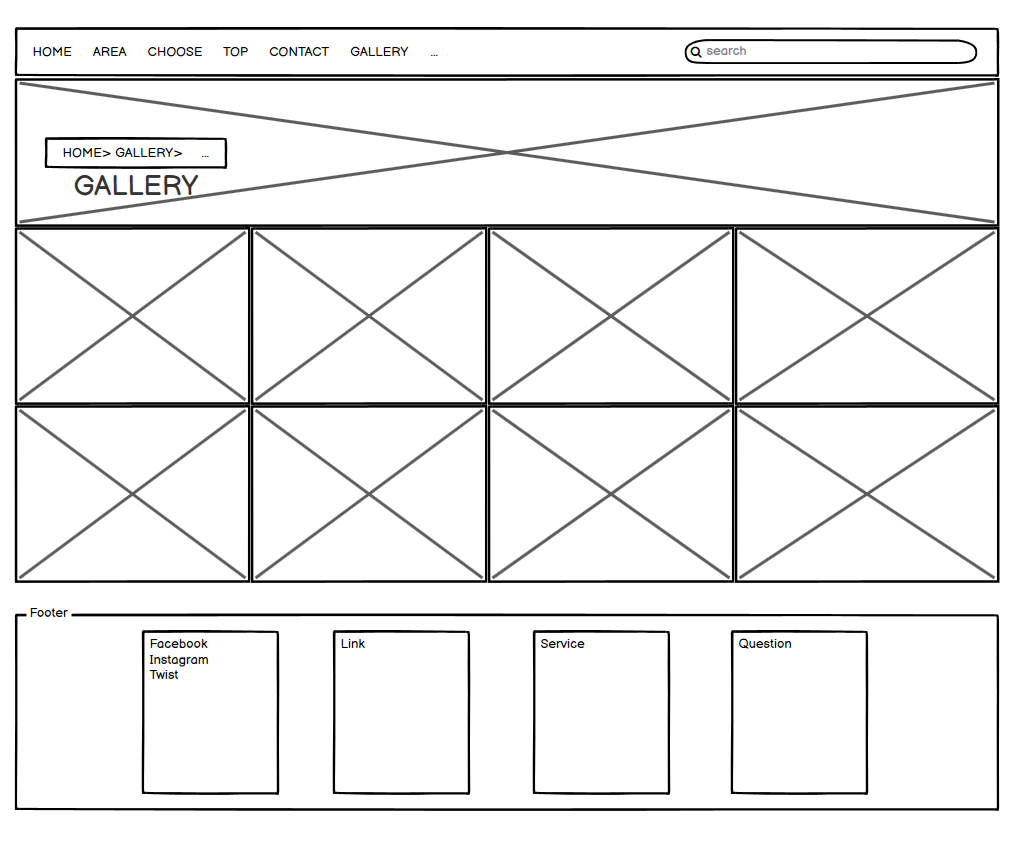 HOME AREA CHOOSE TOP CONTACT GALLERY ... search
HOME> GALLERY> ...
GALLERY
Footer
Facebook Link Service Question
Instagram
Twist